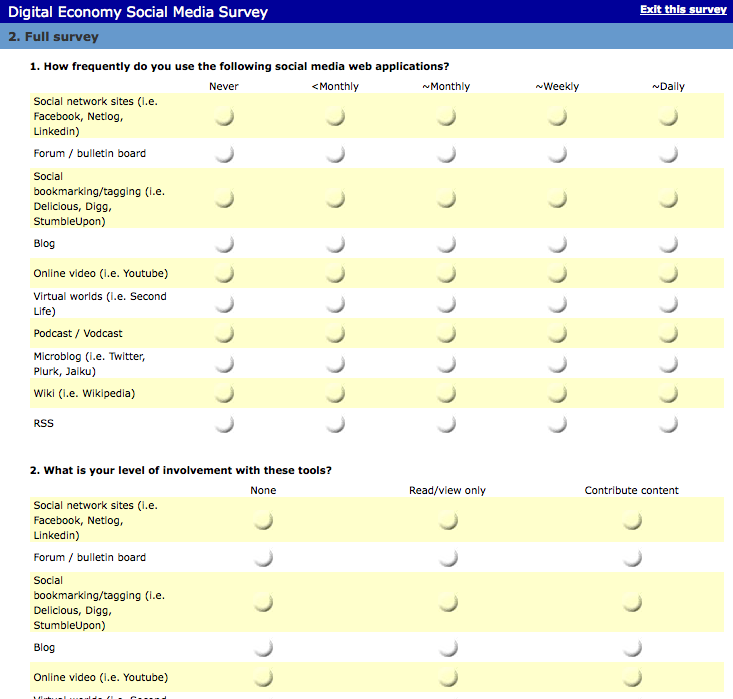 Digital Economy Social Media Survey
Exit this survey
2. Full survey
1. How frequently do you use the following social media web applications?
Never <Monthly ~Monthly ~Weekly ~Daily
Social network sites (i.e.
Facebook, Netlog,
Linkedin)
Forum / bulletin board
Social
bookmarking/tagging (i.e.
Delicious, Digg,
StumbleUpon)
Blog
Online video (i.e. Youtube)
Virtual worlds (i.e. Second
Life)
Podcast / Vodcast
Microblog (i.e. Twitter,
Plurk, Jaiku)
Wiki (i.e. Wikipedia)
RSS
2. What is your level of involvement with these tools?
None Read/view only Contribute content
Social network sites (i.e.
Facebook, Netlog,
Linkedin)
Forum / bulletin board
Social
bookmarking/tagging (i.e.
Delicious, Digg,
StumbleUpon)
Blog
Online video (i.e. Youtube)
Virtual worlds (i.e. Second